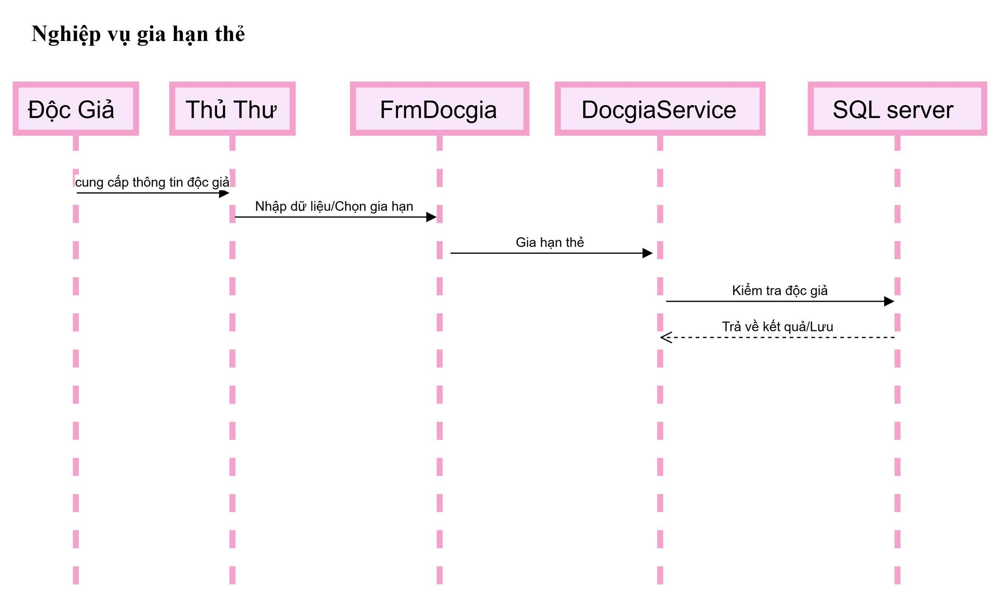 Nghiệp vụ gia hạn thẻ
Độc Giả
Thủ Thư
FrmDocgia
DocgiaService
SQL server
cung cấp thông tin độc giả
Nhập dữ liệu/Chọn gia hạn
Gia hạn thẻ
Kiểm tra độc giả
Trả về kết quả/Lưu